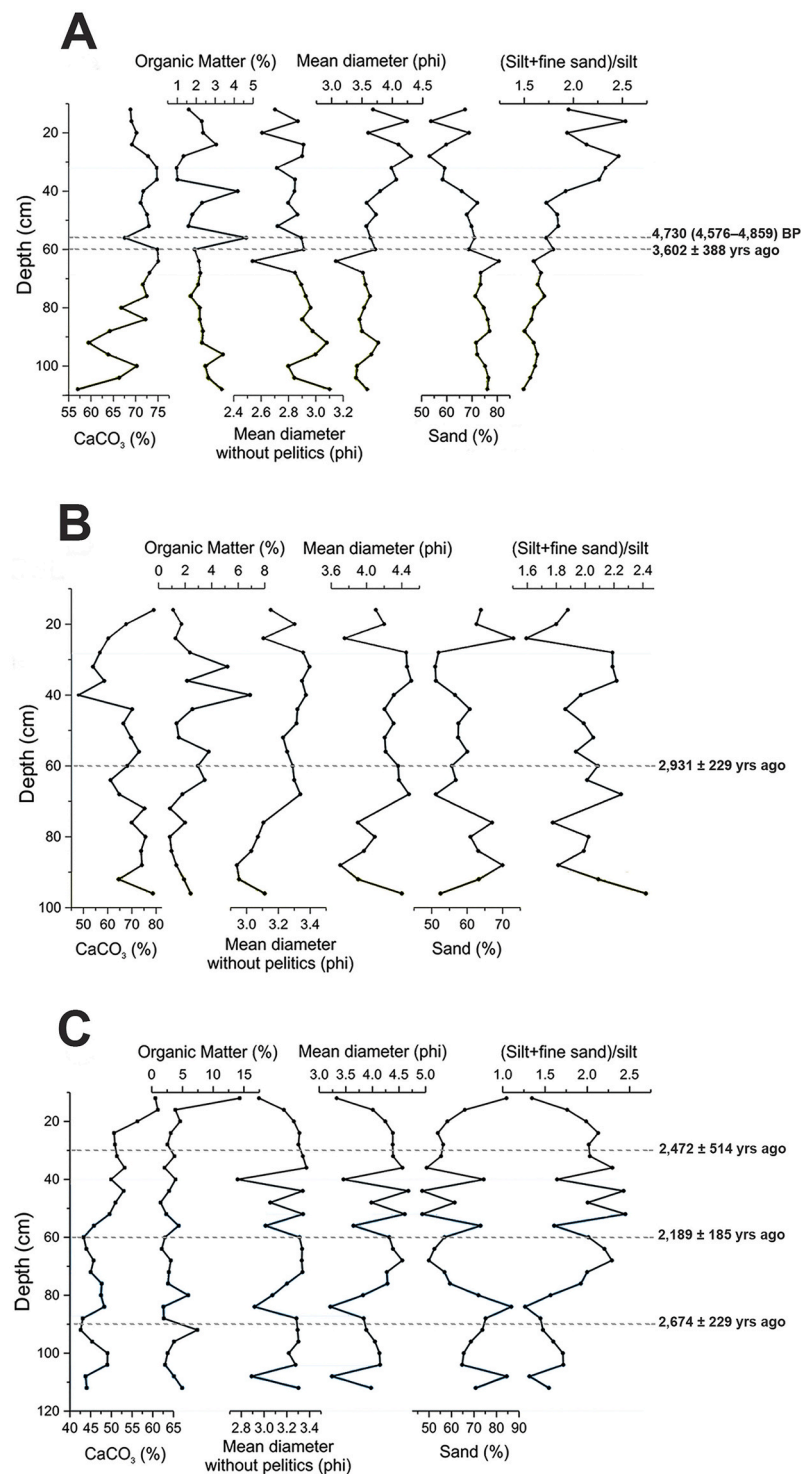 A
Organic Matter (%) Mean diameter (phi) (Silt+fine sand)/silt
1 2 3 4 5 3.0 3.5 4.0 4.5 1.5 2.0 2.5
20
40
4,730 (4,576–4,859) BP
60
3,602 ± 388 yrs ago
80
100
Depth (cm)
55 60 65 70 75 2.4 2.6 2.8 3.0 3.2 50 60 70 80
CaCO₃ (%) Mean diameter Sand (%)
without pelitics (phi)
B
Organic Matter (%) Mean diameter (phi) (Silt+fine sand)/silt
0 2 4 6 8 3.6 4.0 4.4 1.6 1.8 2.0 2.2 2.4
20
40
60 2,931 ± 229 yrs ago
80
100
Depth (cm)
50 60 70 80 3.0 3.2 3.4 50 60 70
CaCO₃ (%) Mean diameter Sand (%)
without pelitics (phi)
C
Organic Matter (%) Mean diameter (phi) (Silt+fine sand)/silt
0 5 10 15 3.0 3.5 4.0 4.5 5.0 1.0 1.5 2.0 2.5
20
2,472 ± 514 yrs ago
40
60 2,189 ± 185 yrs ago
80
2,674 ± 229 yrs ago
100
120
Depth (cm)
40 45 50 55 60 65 2.8 3.0 3.2 3.4 50 60 70 80 90
CaCO₃ (%) Mean diameter Sand (%)
without pelitics (phi)